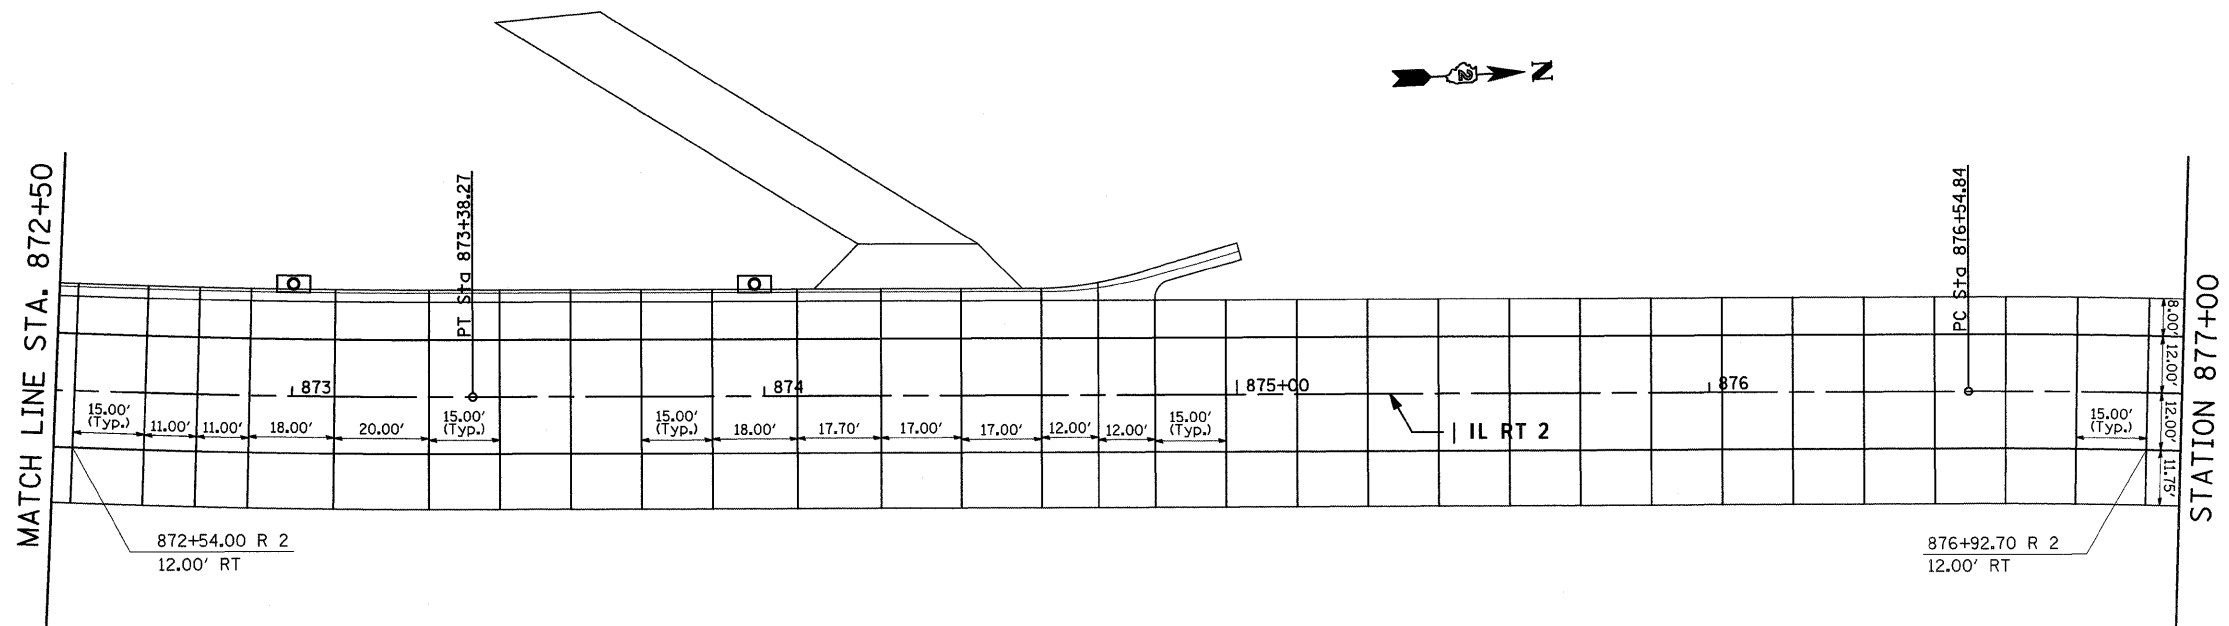 2 N
MATCH LINE STA. 872+50
PT Sta 873+38.27
PC Sta 876+54.84
STATION 877+00
873
874
875+00
876
8.00'
12.00'
12.00'
11.75'
15.00'
(Typ.)
11.00'
11.00'
18.00'
20.00'
15.00'
(Typ.)
15.00'
(Typ.)
18.00'
17.70'
17.00'
17.00'
12.00'
12.00'
15.00'
(Typ.)
15.00'
(Typ.)
| IL RT 2
872+54.00 R 2
12.00' RT
876+92.70 R 2
12.00' RT